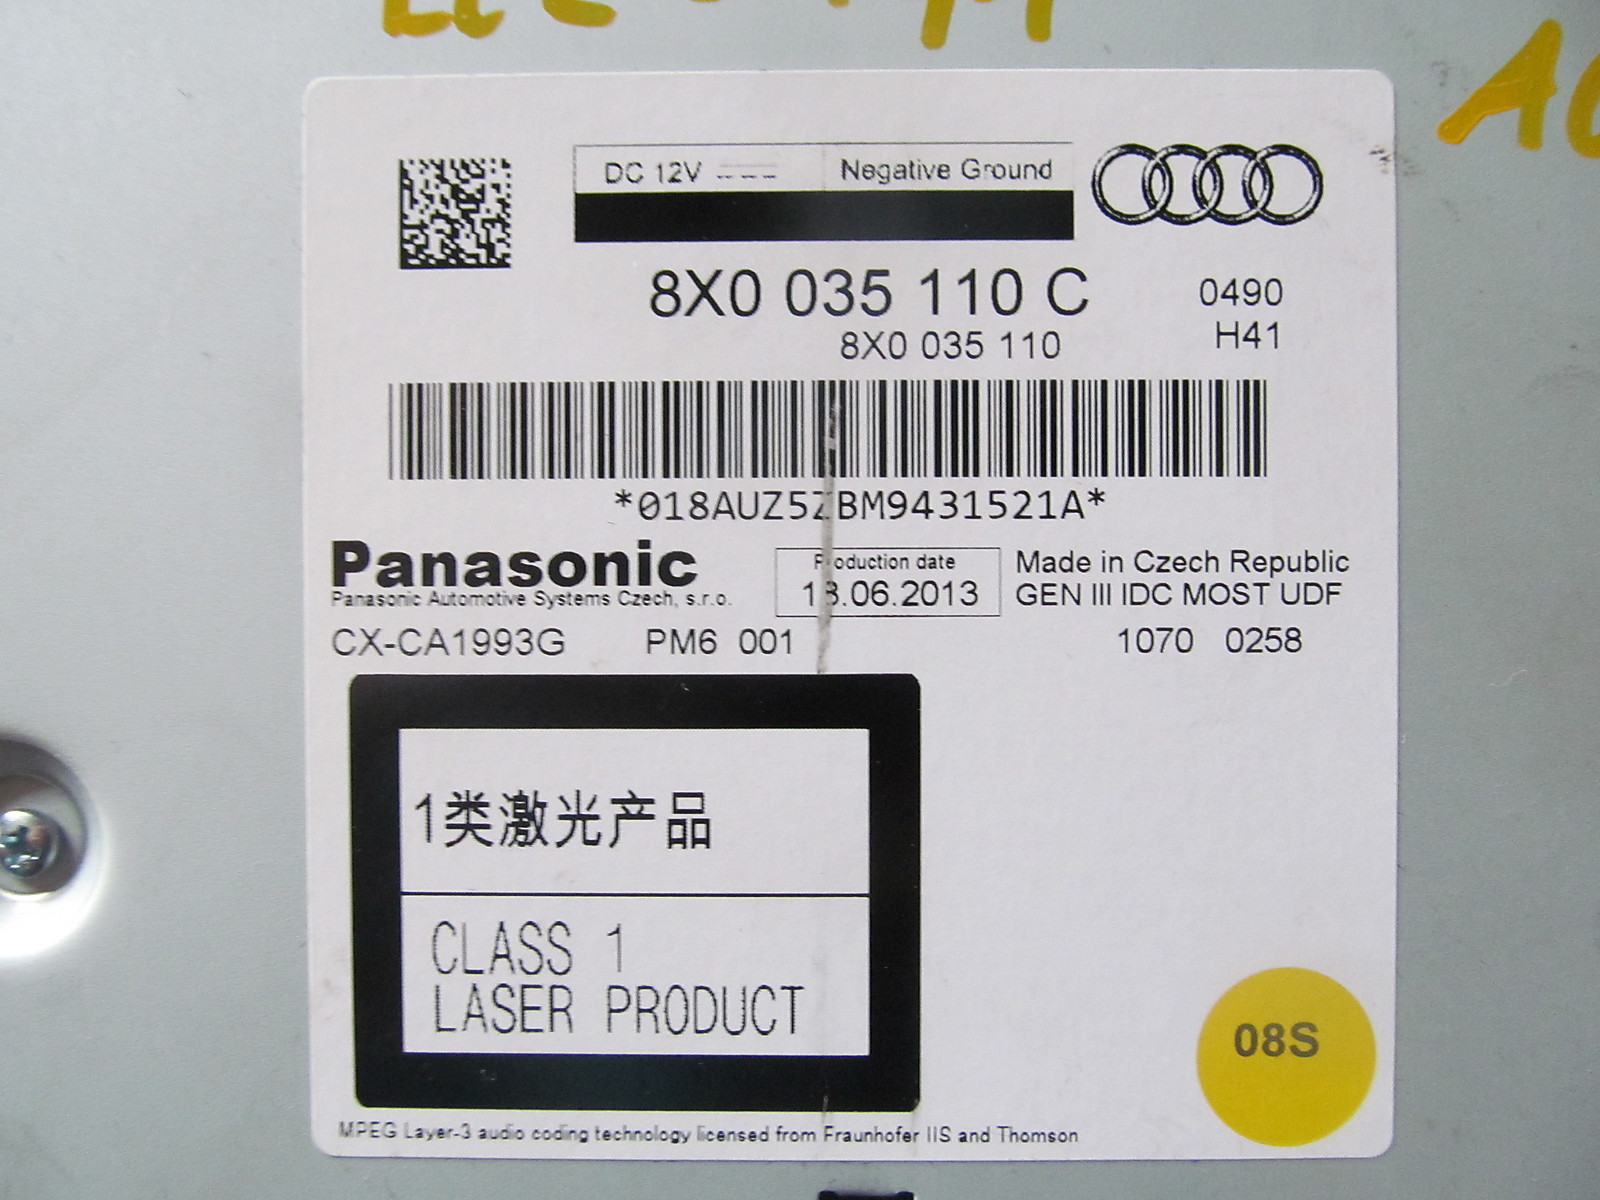 DC 12V Negative Ground
8X0 035 110 C 0490
8X0 035 110 H41
*018AUZ5ZBM9431521A*
Panasonic
Panasonic Automotive Systems Czech, s.r.o.
Production date
18.06.2013
Made in Czech Republic
GEN III IDC MOST UDF
CX-CA1993G PM6 001 1070 0258
1类激光产品
CLASS 1
LASER PRODUCT
08S
MPEG Layer-3 audio coding technology licensed from Fraunhofer IIS and Thomson